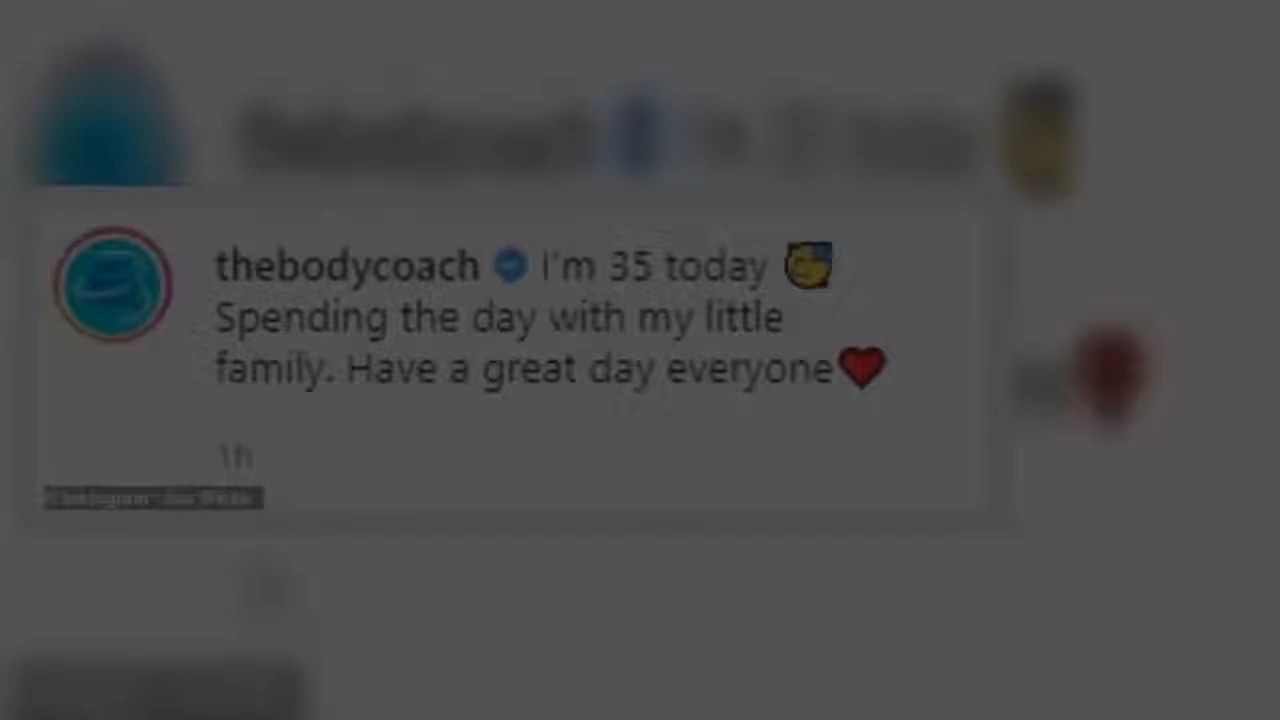 thebodycoach I'm 35 today 🥳
Spending the day with my little
family. Have a great day everyone❤️
1h